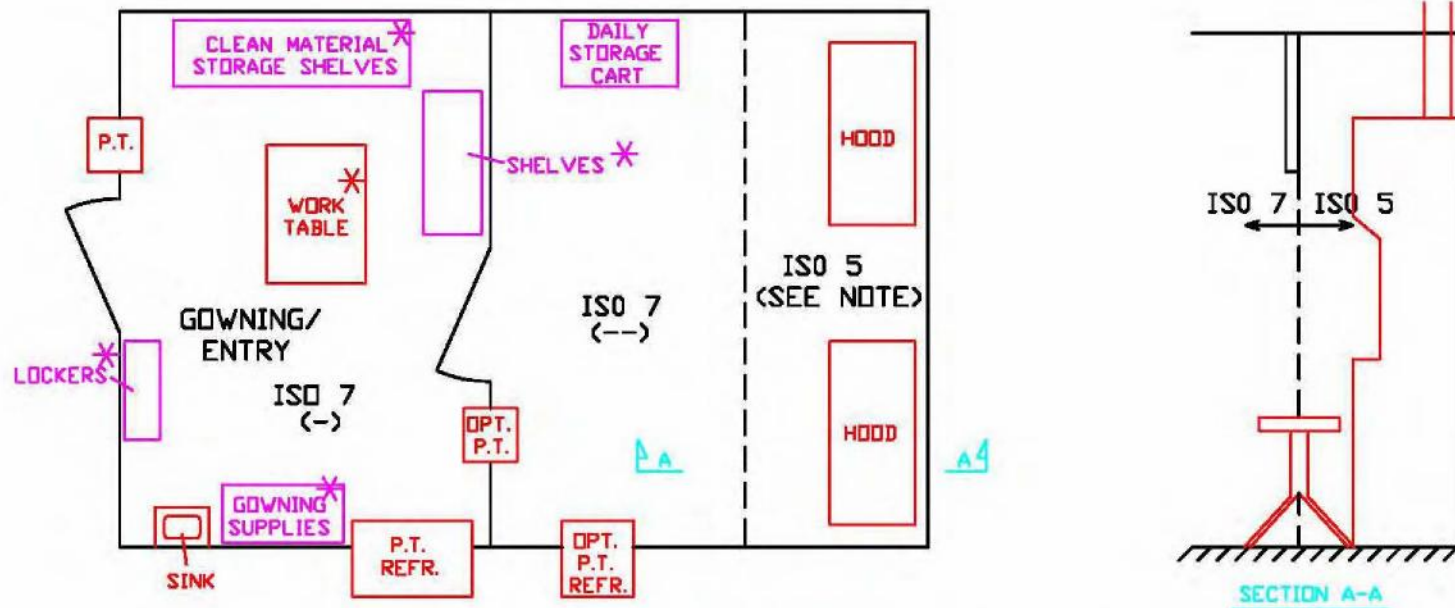 CLEAN MATERIAL
STORAGE SHELVES
DAILY
STORAGE
CART
P.T.
WORK
TABLE
SHELVES
HOOD
ISO 5
(SEE NOTE)
GOWNING/
ENTRY
ISO 7
(-)
ISO 7
(--)
LOCKERS
OPT.
P.T.
HOOD
A
A
GOWNING
SUPPLIES
SINK
P.T.
REFR.
OPT.
P.T.
REFR.
ISO 7
ISO 5
SECTION A-A